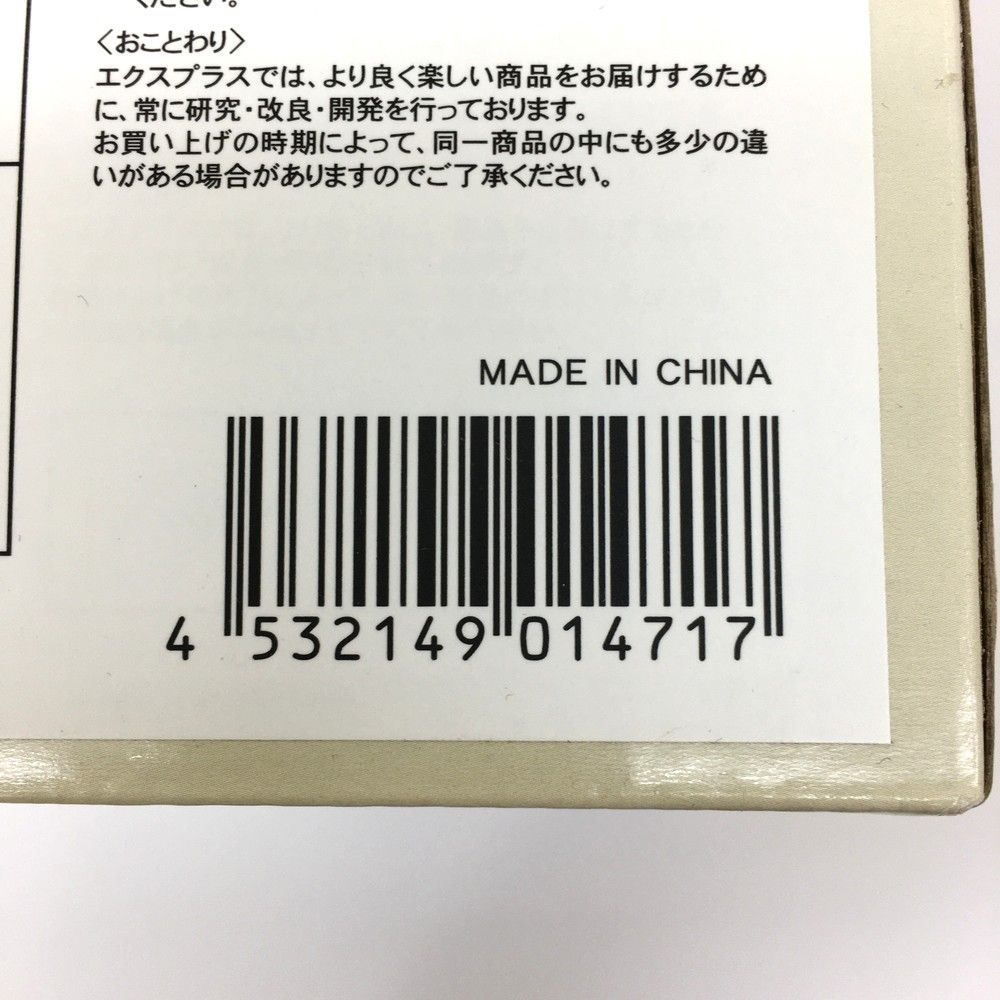 ください。
〈おことわり〉
エクスプラスでは、より良く楽しい商品をお届けするため
に、常に研究・改良・開発を行っております。
お買い上げの時期によって、同一商品の中にも多少の違
いがある場合がありますのでご了承ください。
MADE IN CHINA
4 532149 014717